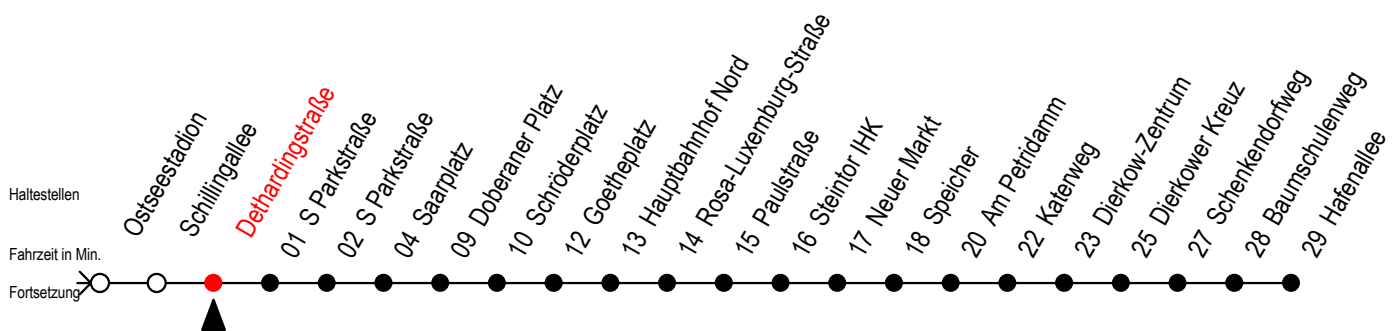 Haltestellen
Ostseestadion
Schillingallee
Dethardingstraße
01 S Parkstraße
02 S Parkstraße
04 Saarplatz
09 Doberaner Platz
10 Schröderplatz
12 Goetheplatz
13 Hauptbahnhof Nord
14 Rosa-Luxemburg-Straße
15 Paulstraße
16 Steintor IHK
17 Neuer Markt
18 Speicher
20 Am Petridamm
22 Katerweg
23 Dierkow-Zentrum
25 Dierkower Kreuz
27 Schenkendorfweg
28 Baumschulenweg
29 Hafenallee
Fahrzeit in Min.
Fortsetzung